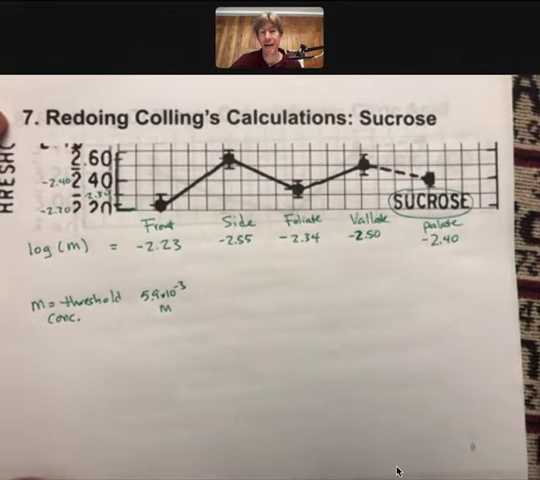 7. Redoing Colling's Calculations: Sucrose
2.60
-2.40 2 40
-2.20 2 20
SUCROSE
Front Side Foliate Vallate palate
log (m) = -2.23 -2.55 -2.34 -2.50 -2.40
m = threshold 5.9x10-3
conc. M